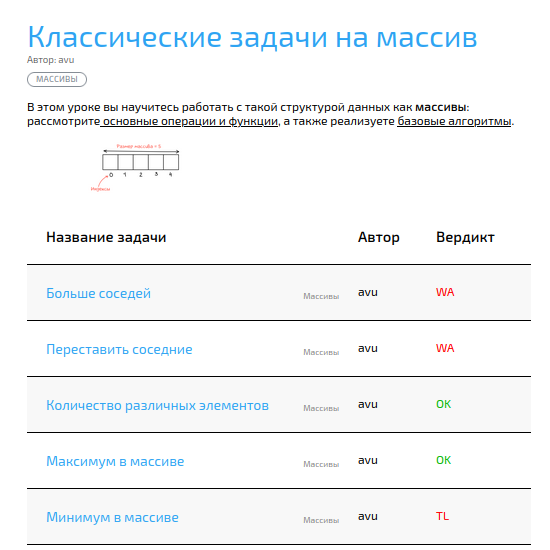 Классические задачи на массив
Автор: avu
МАССИВЫ
В этом уроке вы научитесь работать с такой структурой данных как массивы:
рассмотрите основные операции и функции, а также реализуете базовые алгоритмы.
Размер массива = 5
0 1 2 3 4
Индексы
Название задачи Автор Вердикт
Больше соседей Массивы avu WA
Переставить соседние Массивы avu WA
Количество различных элементов Массивы avu OK
Максимум в массиве Массивы avu OK
Минимум в массиве Массивы avu TL